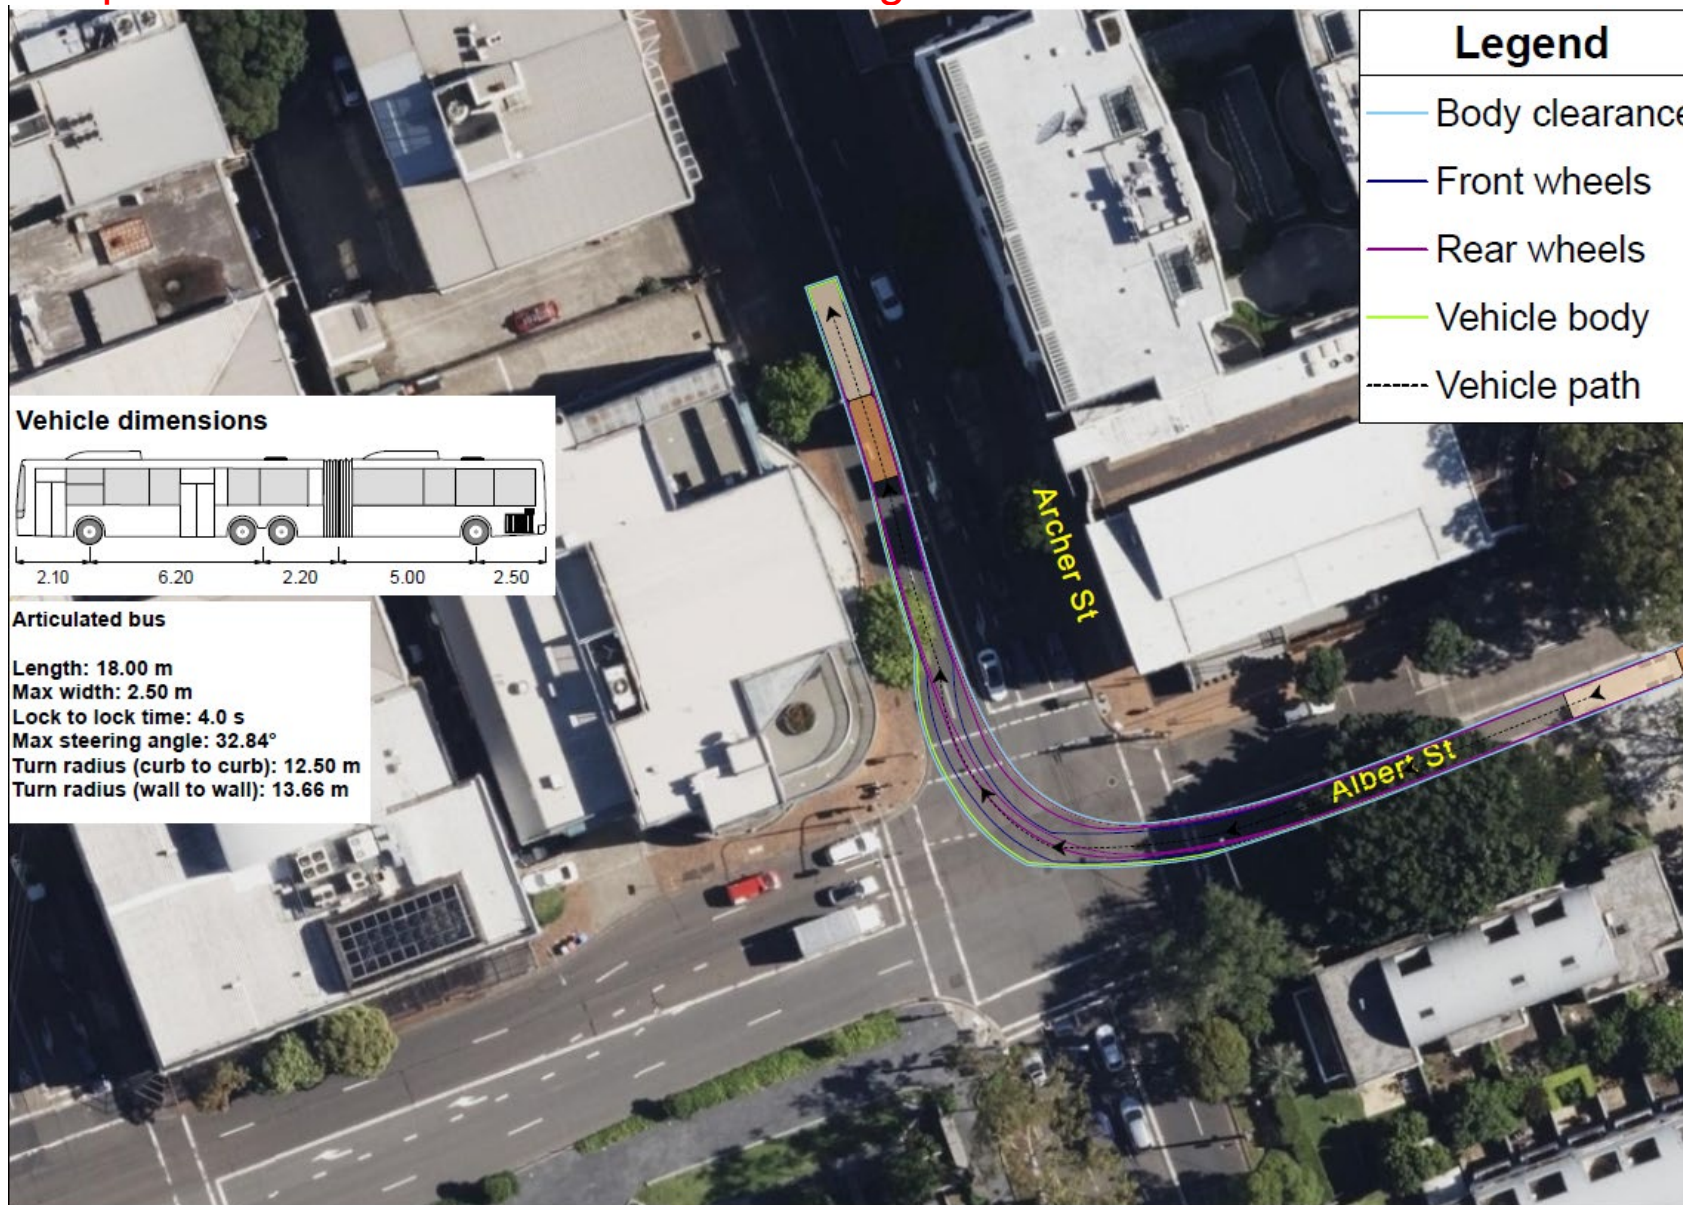 Legend
Body clearance
Front wheels
Rear wheels
Vehicle body
Vehicle path
Vehicle dimensions
2.10 6.20 2.20 5.00 2.50
Articulated bus
Length: 18.00 m
Max width: 2.50 m
Lock to lock time: 4.0 s
Max steering angle: 32.84°
Turn radius (curb to curb): 12.50 m
Turn radius (wall to wall): 13.66 m
Archer St
Albert St